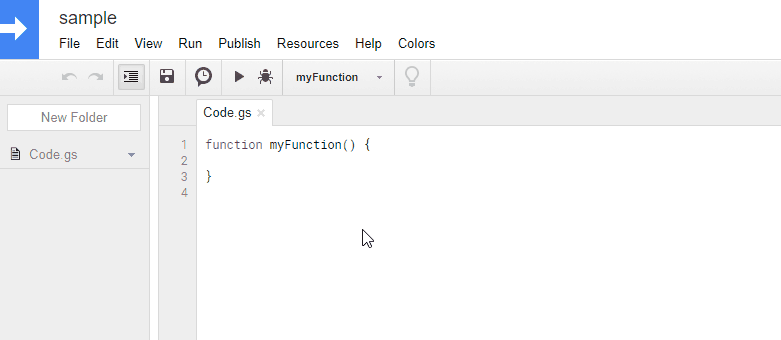 sample
File Edit View Run Publish Resources Help Colors
myFunction
New Folder
Code.gs
Code.gs
1 function myFunction() {
2
3 }
4